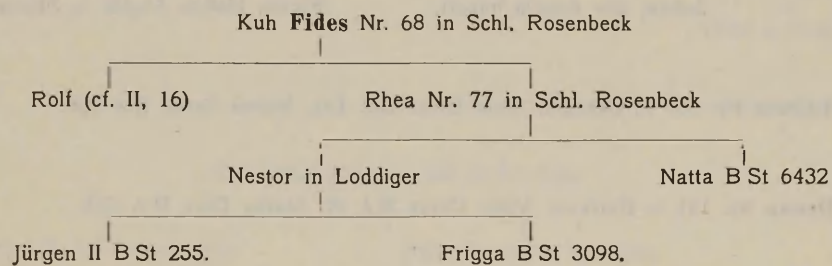 Kuh Fides Nr. 68 in Schl. Rosenbeck
Rolf (cf. II, 16) Rhea Nr. 77 in Schl. Rosenbeck
Nestor in Loddiger Natta B St 6432
Jürgen II B St 255. Frigga B St 3098.